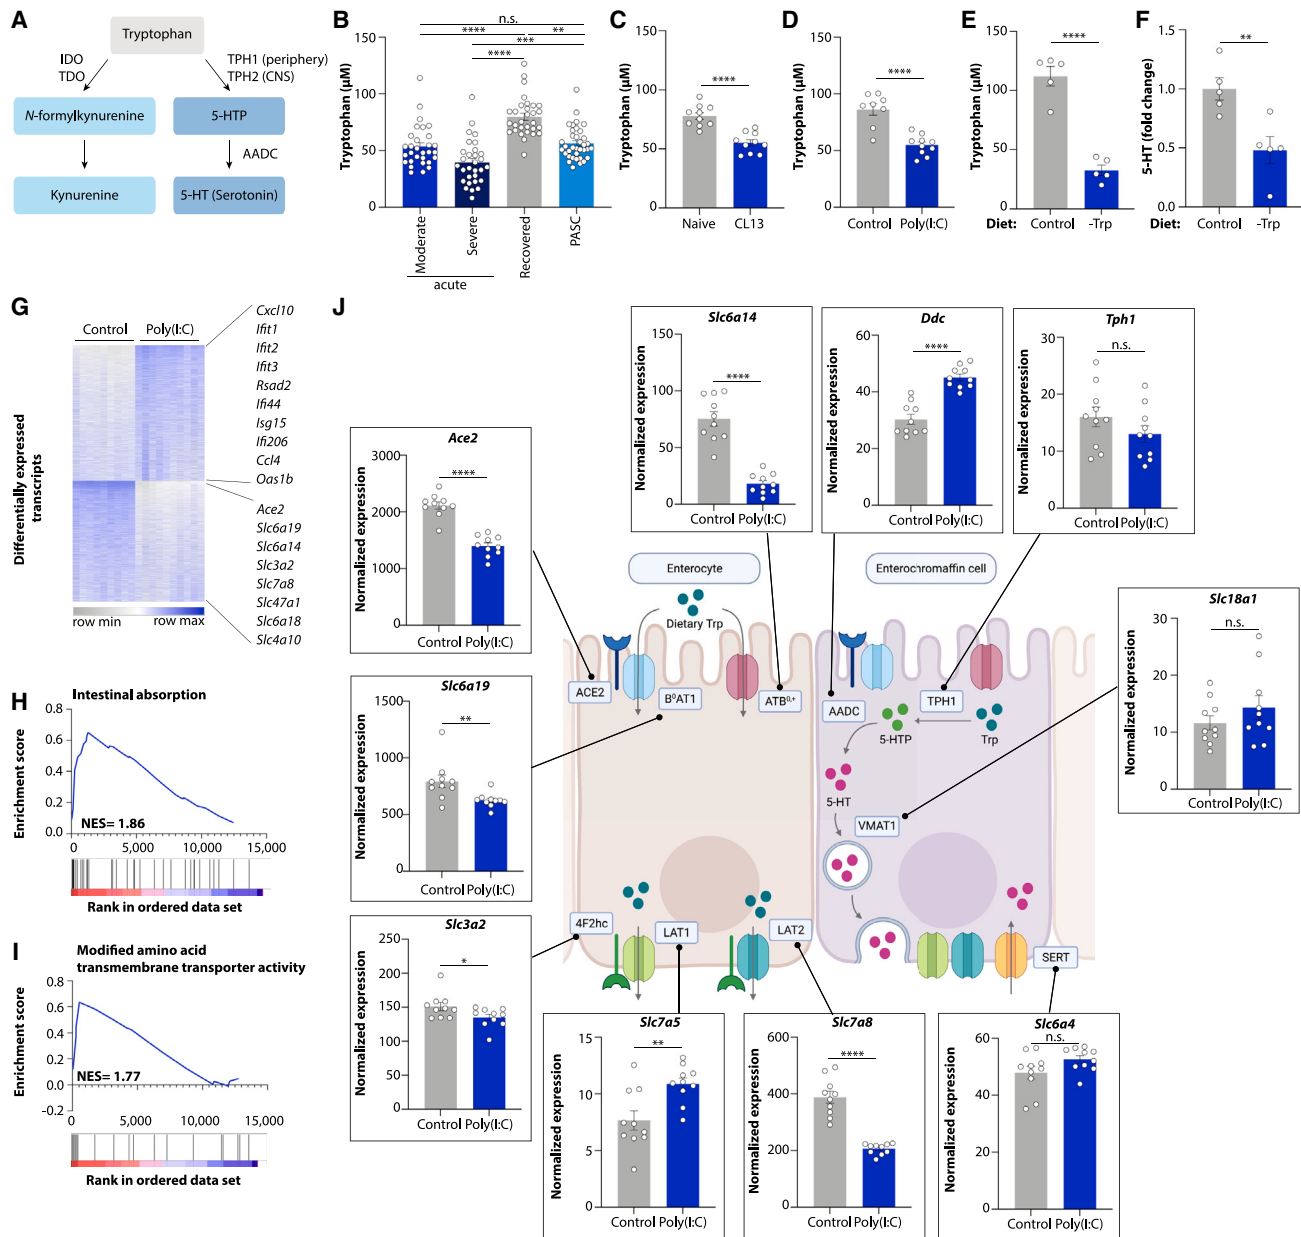 A
Tryptophan
IDO
TDO
TPH1 (periphery)
TPH2 (CNS)
N-formylkynurenine
5-HTP
AADC
Kynurenine
5-HT (Serotonin)
B
n.s.
**** **
***
****
Tryptophan (µM)
150
100
50
0
Moderate
Severe
Recovered
PASC
acute
C
Tryptophan (µM)
150
100
50
0
****
Naive CL13
D
Tryptophan (µM)
150
100
50
0
****
Control Poly(I:C)
E
Tryptophan (µM)
150
100
50
0
****
Diet: Control -Trp
F
5-HT (fold change)
1.5
1.0
0.5
0.0
**
Diet: Control -Trp
G
Control Poly(I:C)
Differentially expressed
transcripts
row min row max
Cxcl10
Ifit1
Ifit2
Ifit3
Rsad2
Ifi44
Isg15
Ifi206
Ccl4
Oas1b
Ace2
Slc6a19
Slc6a14
Slc3a2
Slc7a8
Slc47a1
Slc6a18
Slc4a10
H
Intestinal absorption
Enrichment score
0.8
0.6
0.4
0.2
0.0
NES= 1.86
0 5,000 10,000 15,000
Rank in ordered data set
I
Modified amino acid
transmembrane transporter activity
Enrichment score
0.8
0.6
0.4
0.2
0.0
-0.2
NES= 1.77
0 5,000 10,000 15,000
Rank in ordered data set
J
Slc6a14
Normalized expression
150
100
50
0
****
Control Poly(I:C)
Ddc
Normalized expression
60
40
20
0
****
Control Poly(I:C)
Tph1
Normalized expression
30
20
10
0
n.s.
Control Poly(I:C)
Ace2
Normalized expression
3000
2000
1000
0
****
Control Poly(I:C)
Slc6a19
Normalized expression
1500
1000
500
0
**
Control Poly(I:C)
Slc3a2
Normalized expression
250
200
150
100
50
0
*
Control Poly(I:C)
Slc18a1
Normalized expression
30
20
10
0
n.s.
Control Poly(I:C)
Enterocyte
Dietary Trp
Enterochromaffin cell
ACE2
B⁰AT1
ATB⁰,⁺
AADC
TPH1
5-HTP
Trp
5-HT
VMAT1
4F2hc
LAT1
LAT2
SERT
Slc7a5
Normalized expression
15
10
5
0
**
Control Poly(I:C)
Slc7a8
Normalized expression
600
400
200
0
****
Control Poly(I:C)
Slc6a4
Normalized expression
60
40
20
0
n.s.
Control Poly(I:C)